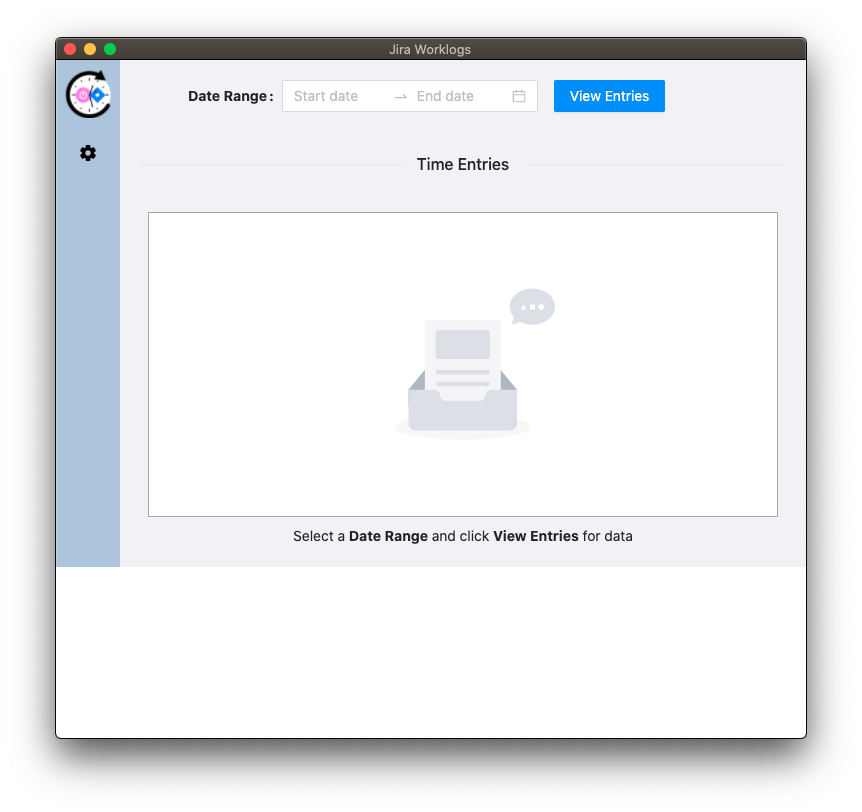 Jira Worklogs
Date Range : Start date End date View Entries
Time Entries
Select a Date Range and click View Entries for data